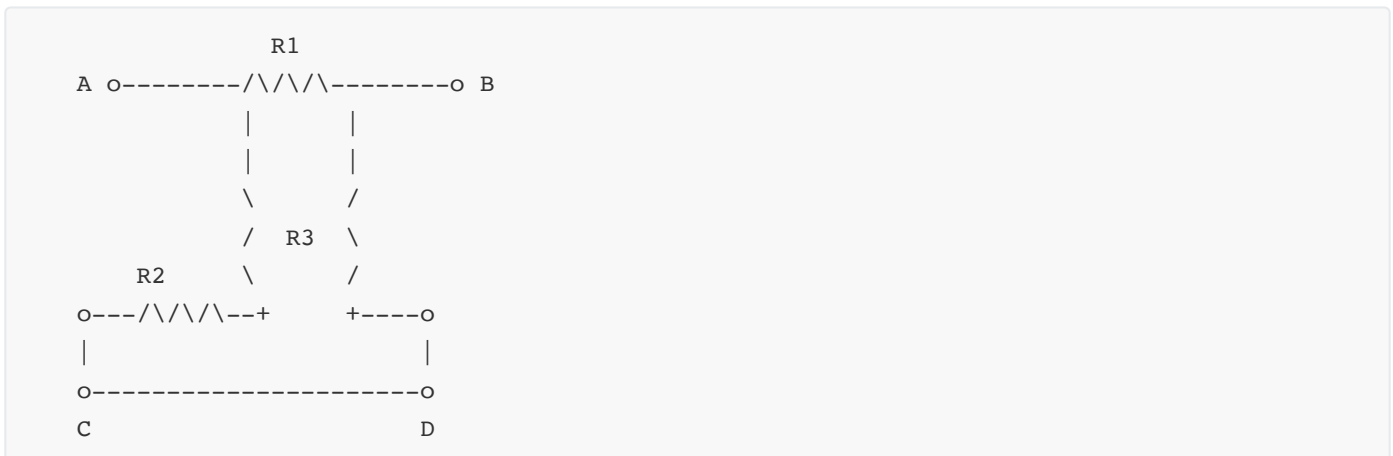 R1
A o--------/\/\/\--------o B
|      |
|      |
\      /
/  R3  \
R2     \      /
o---/\/\/\--+     +----o
|                       |
o----------------------o
C                      D